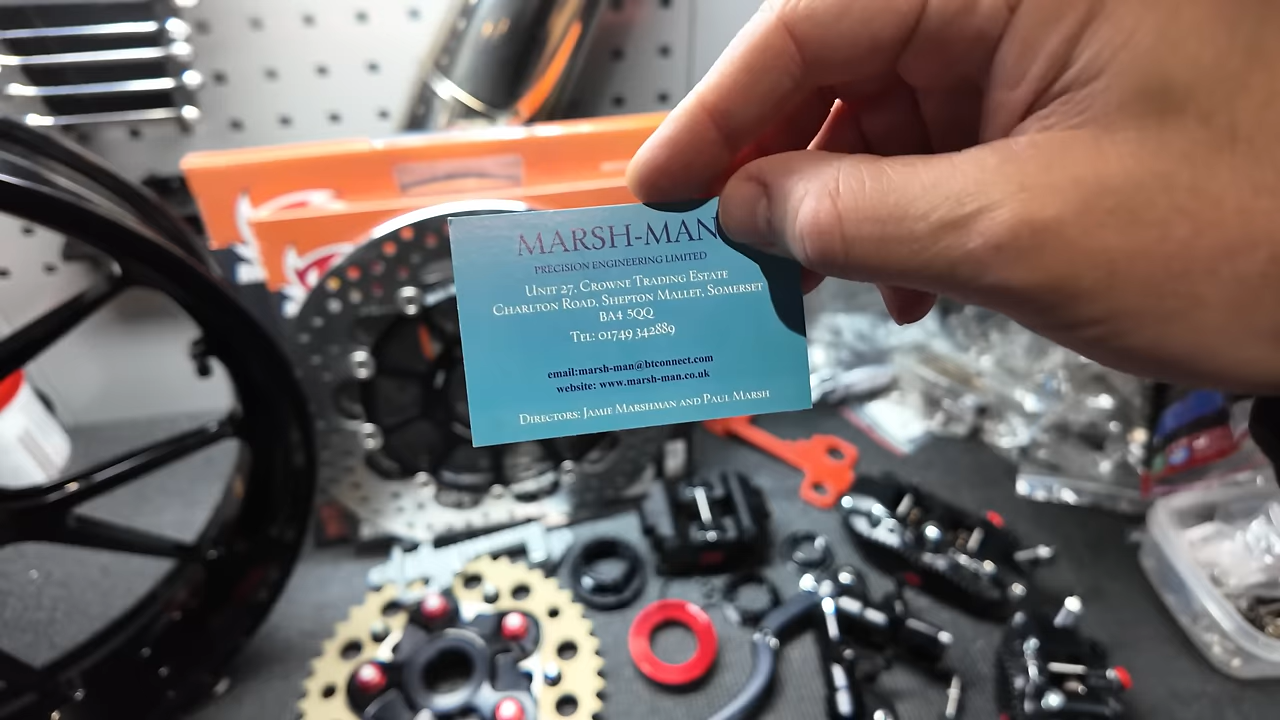 MARSH-MAN
PRECISION ENGINEERING LIMITED
UNIT 27, CROWNE TRADING ESTATE
CHARLTON ROAD, SHEPTON MALLET, SOMERSET
BA4 5QQ
TEL: 01749 342889
email:marsh-man@btconnect.com
website: www.marsh-man.co.uk
DIRECTORS: JAMIE MARSHMAN AND PAUL MARSH